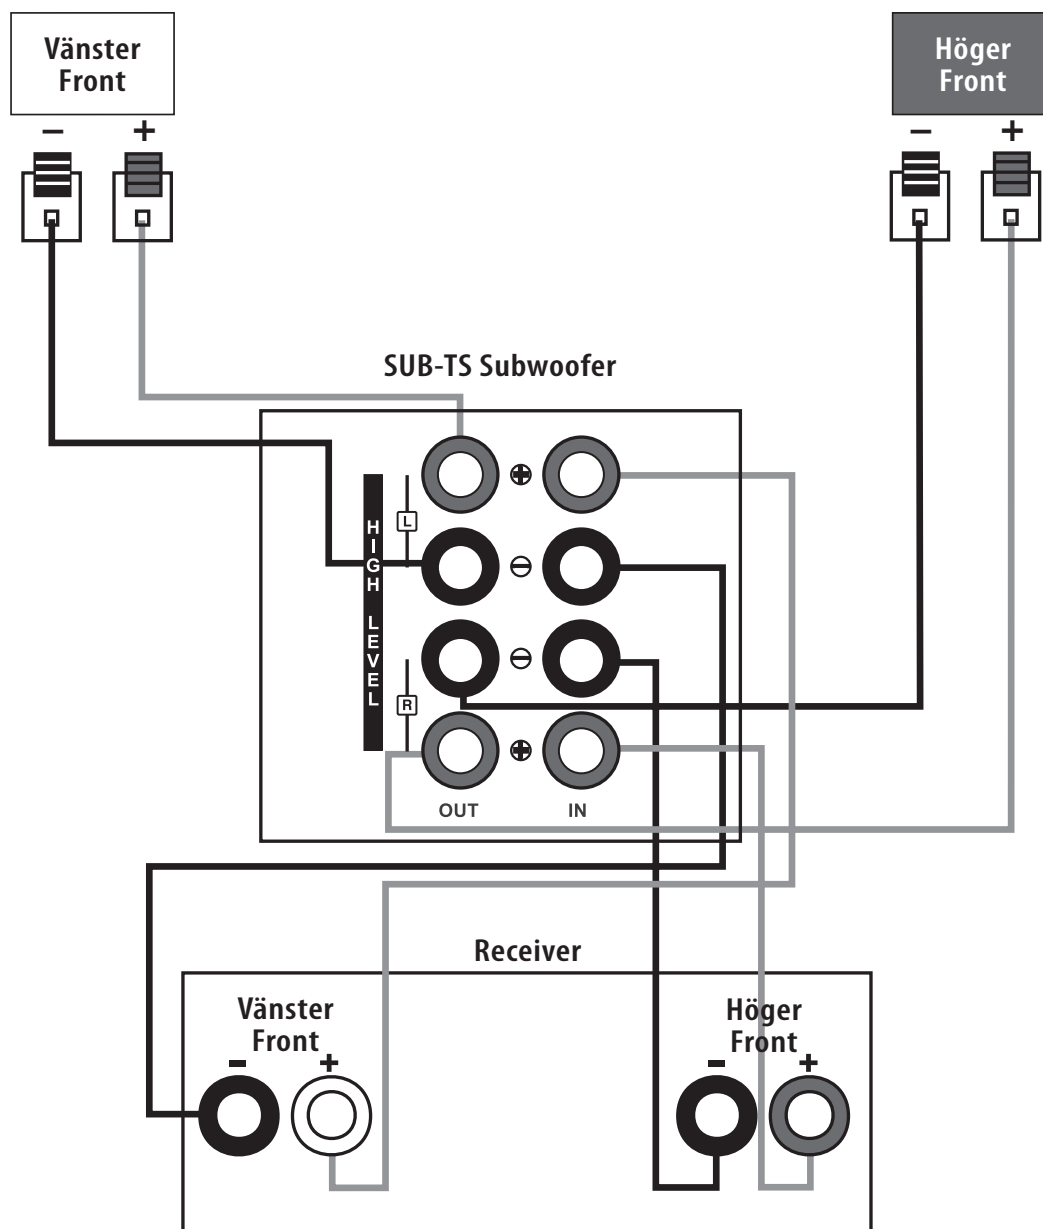 Vänster
Front
Höger
Front
− +
− +
SUB-TS Subwoofer
HIGH LEVEL
+
L
−
−
R
+
OUT IN
Receiver
Vänster
Front
Höger
Front
- +
- +